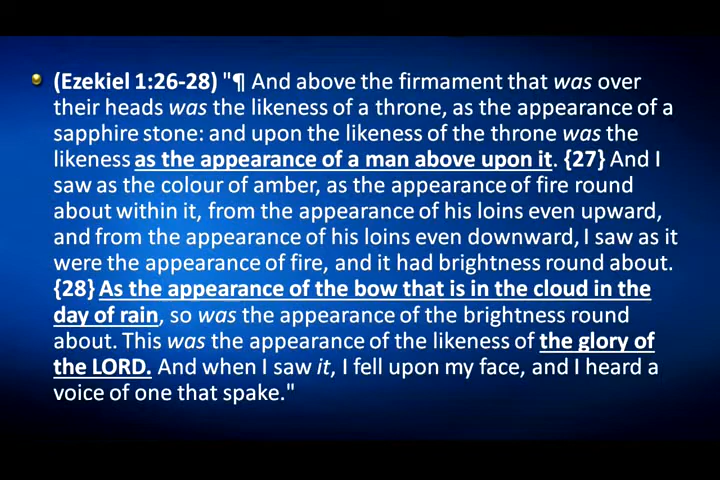 (Ezekiel 1:26-28) "¶ And above the firmament that was over
their heads was the likeness of a throne, as the appearance of a
sapphire stone: and upon the likeness of the throne was the
likeness as the appearance of a man above upon it. {27} And I
saw as the colour of amber, as the appearance of fire round
about within it, from the appearance of his loins even upward,
and from the appearance of his loins even downward, I saw as it
were the appearance of fire, and it had brightness round about.
{28} As the appearance of the bow that is in the cloud in the
day of rain, so was the appearance of the brightness round
about. This was the appearance of the likeness of the glory of
the LORD. And when I saw it, I fell upon my face, and I heard a
voice of one that spake."